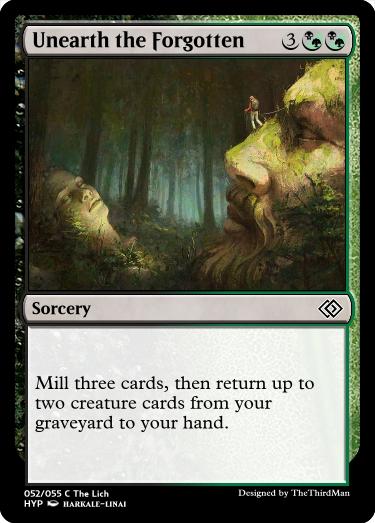 Unearth the Forgotten 3
Sorcery
Mill three cards, then return up to
two creature cards from your
graveyard to your hand.
052/055 C The Lich
Designed by TheThirdMan
HYP HARKALE-LINAI